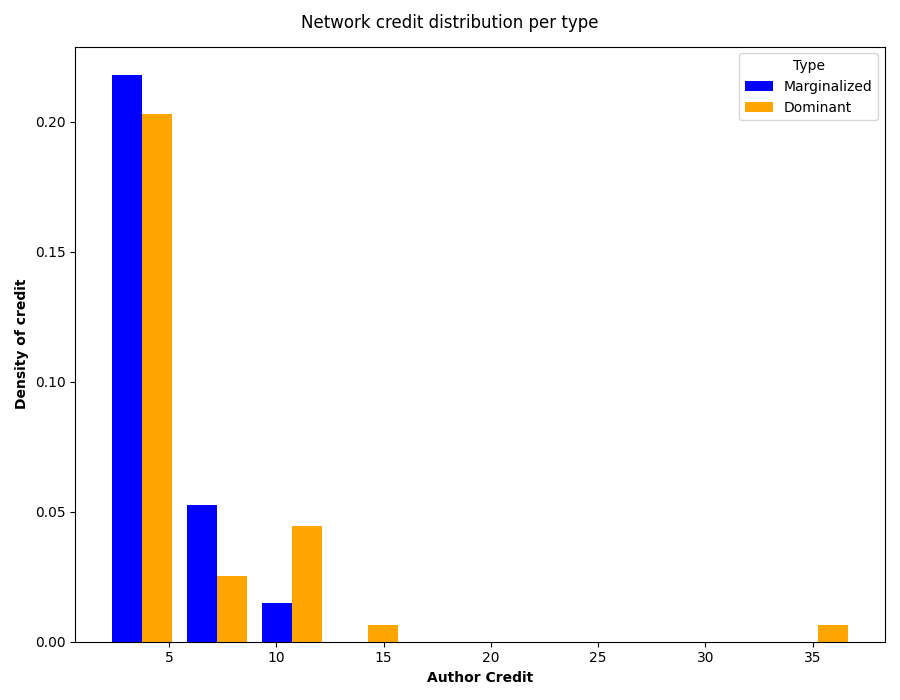 Network credit distribution per type
Type
Marginalized
Dominant
Density of credit
0.20
0.15
0.10
0.05
0.00
5 10 15 20 25 30 35
Author Credit